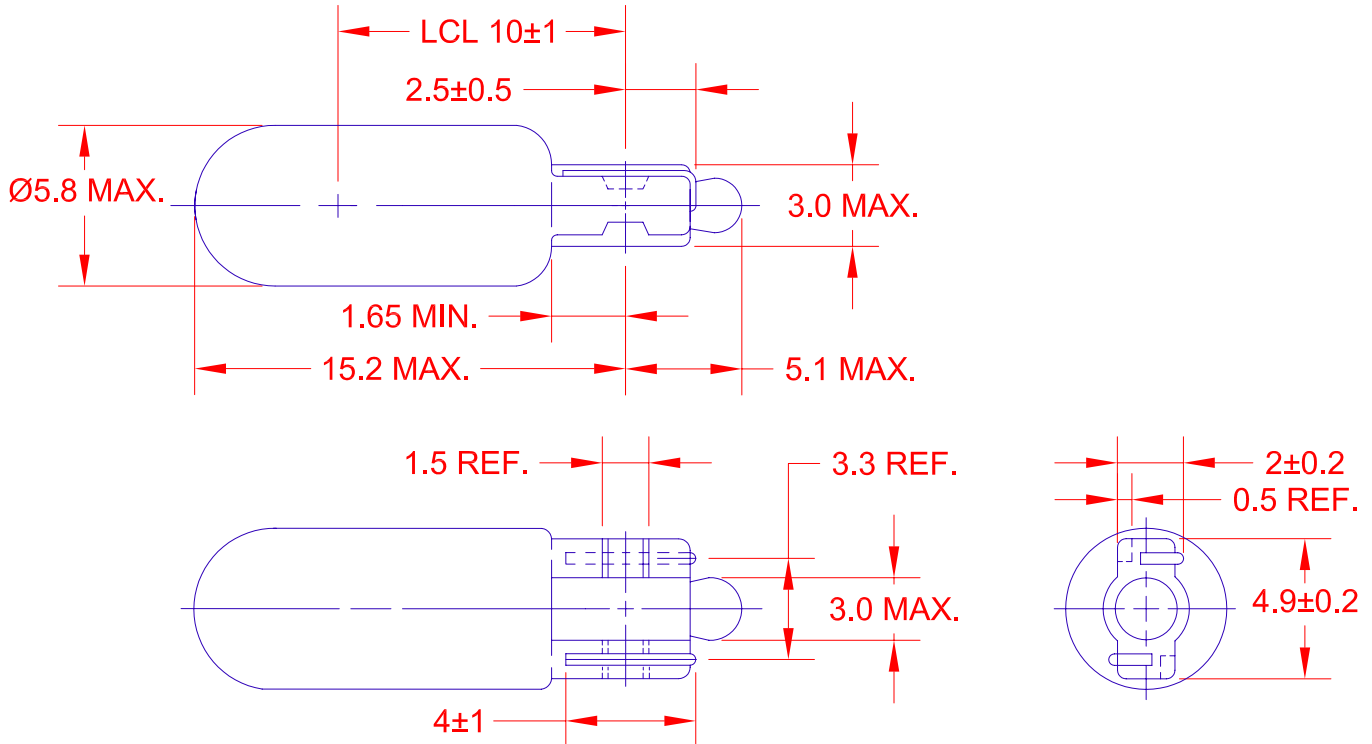 LCL 10±1
2.5±0.5
Ø5.8 MAX.
3.0 MAX.
1.65 MIN.
15.2 MAX.
5.1 MAX.
1.5 REF.
3.3 REF.
2±0.2
0.5 REF.
3.0 MAX.
4.9±0.2
4±1